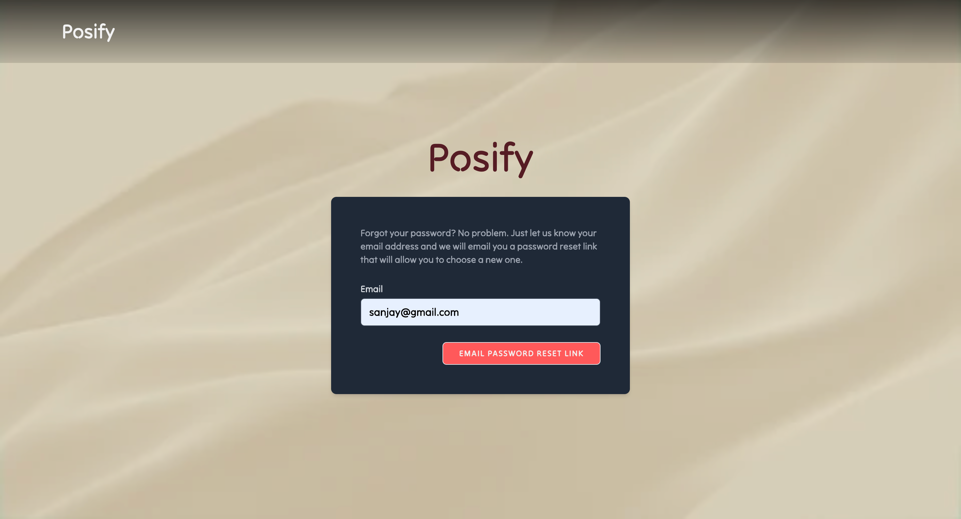 Posify
Posify
Forgot your password? No problem. Just let us know your
email address and we will email you a password reset link
that will allow you to choose a new one.
Email
sanjay@gmail.com
EMAIL PASSWORD RESET LINK